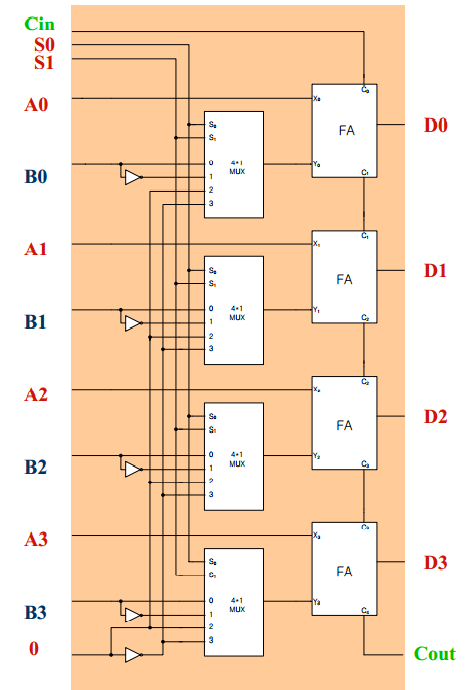 Cin
S0
S1
A0
B0
S₀
S₁
0
1
2
3
4*1
MUX
X₀
Y₀
C₀
FA
C₁
D0
A1
B1
S₀
S₁
0
1
2
3
4*1
MUX
X₁
Y₁
C₁
FA
C₂
D1
A2
B2
S₀
S₁
0
1
2
3
4*1
MUX
X₂
Y₂
C₂
FA
C₃
D2
A3
B3
0
S₀
S₁
0
1
2
3
4*1
MUX
X₃
Y₃
C₃
FA
C₄
D3
Cout